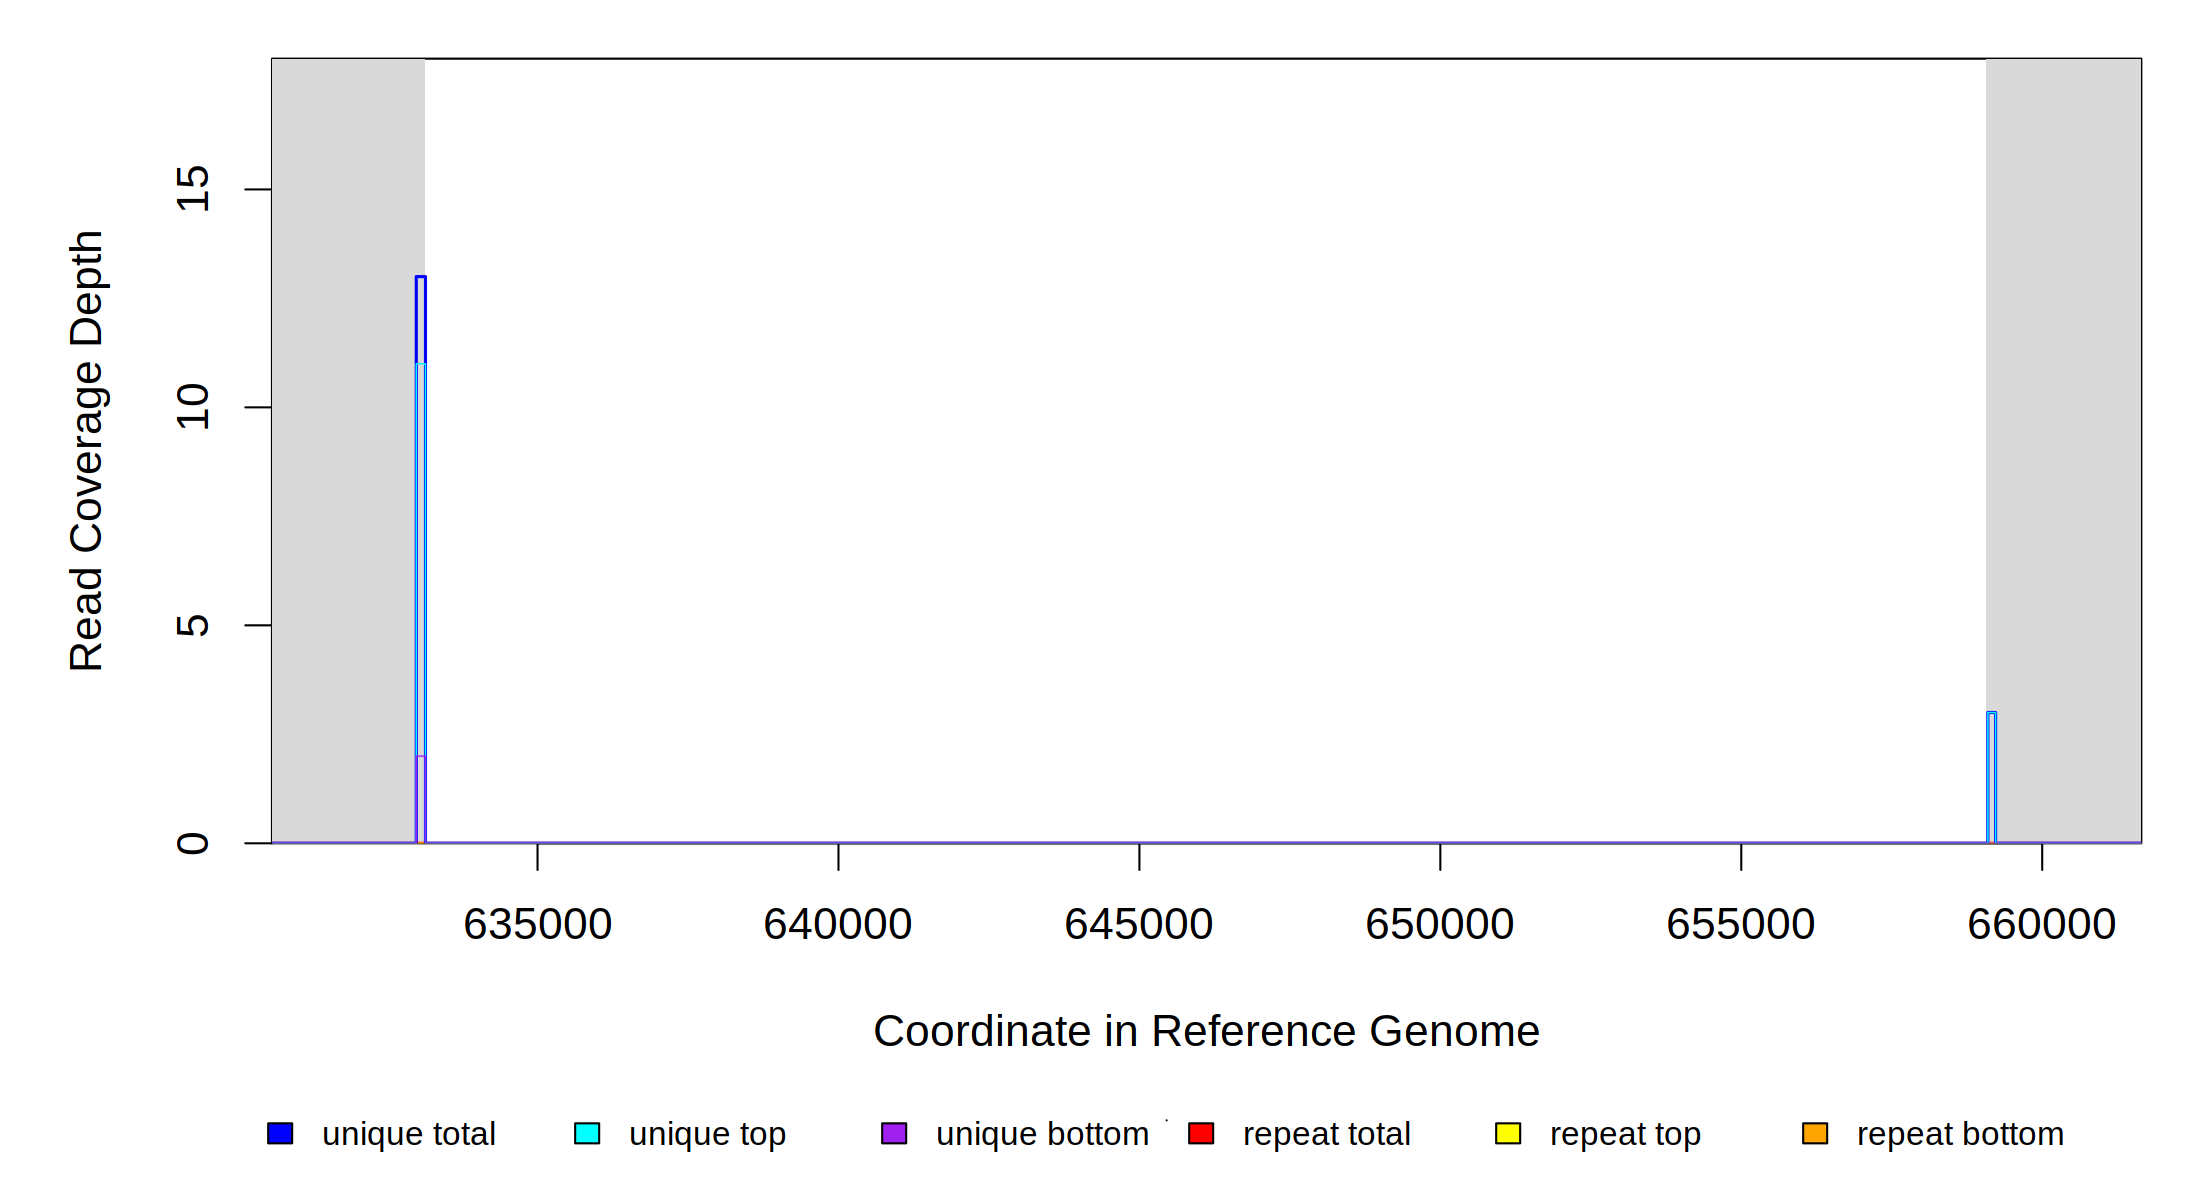 Read Coverage Depth
15
10
5
0
635000 640000 645000 650000 655000 660000
Coordinate in Reference Genome
unique total unique top unique bottom repeat total repeat top repeat bottom